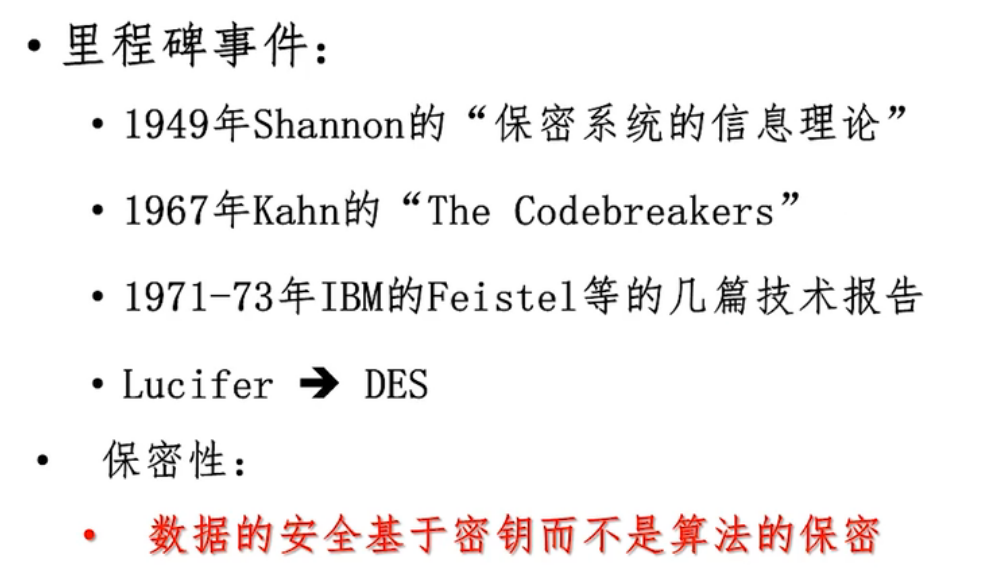 • 里程碑事件：
• 1949年Shannon的“保密系统的信息理论”
• 1967年Kahn的“The Codebreakers”
• 1971-73年IBM的Feistel等的几篇技术报告
• Lucifer ➔ DES
• 保密性：
• 数据的安全基于密钥而不是算法的保密